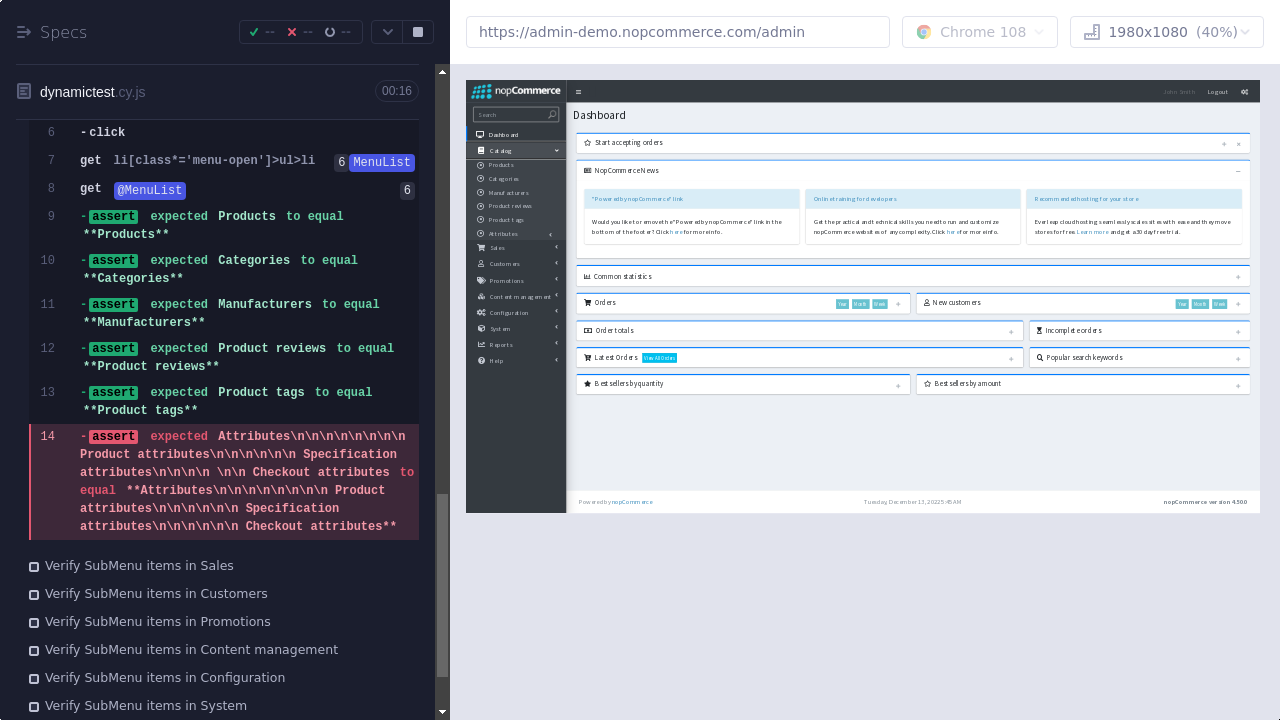 Specs
--
--
--
https://admin-demo.nopcommerce.com/admin
Chrome 108
1980x1080 (40%)
dynamictest.cy.js
00:16
6 -click
7 get li[class*='menu-open']>ul>li 6 MenuList
8 get @MenuList 6
9 -assert expected Products to equal
**Products**
10 -assert expected Categories to equal
**Categories**
11 -assert expected Manufacturers to equal
**Manufacturers**
12 -assert expected Product reviews to equal
**Product reviews**
13 -assert expected Product tags to equal
**Product tags**
14 -assert expected Attributes\n\n\n\n\n\n\n\n
Product attributes\n\n\n\n\n\n Specification
attributes\n\n\n\n \n\n Checkout attributes to
equal **Attributes\n\n\n\n\n\n\n\n Product
attributes\n\n\n\n\n\n Specification
attributes\n\n\n\n\n\n Checkout attributes**
Verify SubMenu items in Sales
Verify SubMenu items in Customers
Verify SubMenu items in Promotions
Verify SubMenu items in Content management
Verify SubMenu items in Configuration
Verify SubMenu items in System
nopCommerce
John Smith Logout
Search
Dashboard
Catalog
Products
Categories
Manufacturers
Product reviews
Product tags
Attributes
Sales
Customers
Promotions
Content management
Configuration
System
Reports
Help
Dashboard
Start accepting orders
NopCommerce News
"Powered by nopCommerce" link
Would you like to remove the "Powered by nopCommerce" link in the
bottom of the footer? Click here for more info.
Online training for developers
Get the practical and technical skills you need to run and customize
nopCommerce websites of any complexity. Click here for more info.
Recommended hosting for your store
Everleap cloud hosting seamlessly scales sites with ease and they move
stores for free. Learn more and get a 30 day free trial.
Common statistics
Orders Year Month Week
New customers Year Month Week
Order totals
Incomplete orders
Latest Orders View All Orders
Popular search keywords
Bestsellers by quantity
Bestsellers by amount
Powered by nopCommerce
Tuesday, December 13, 2022 5:45 AM
nopCommerce version 4.50.0